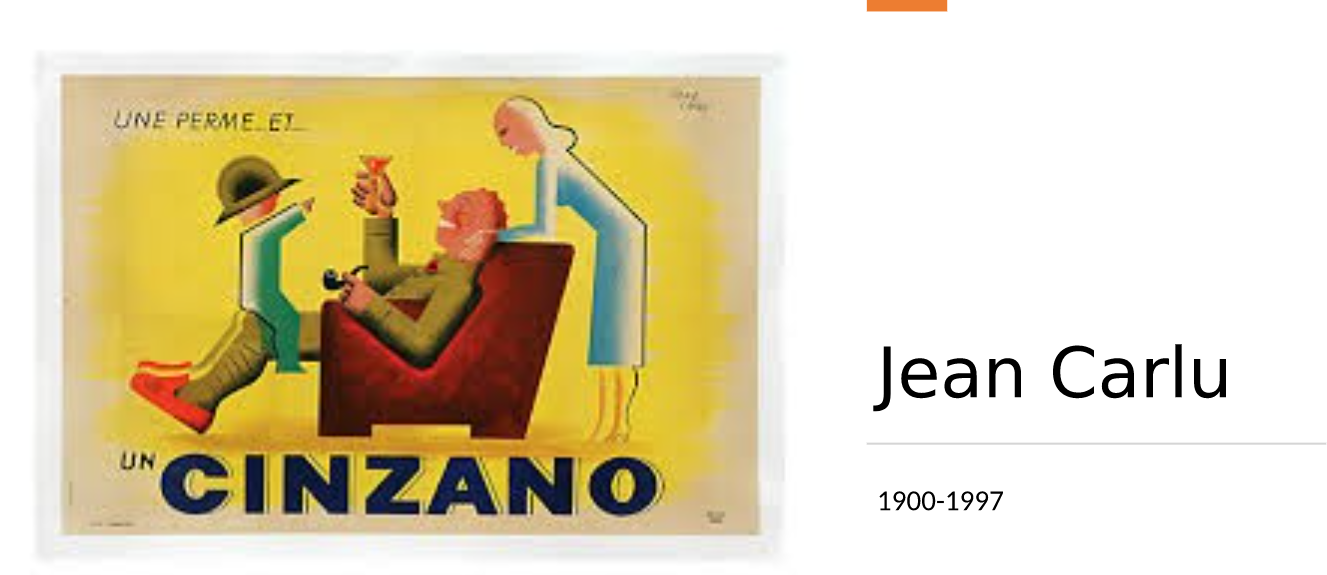 UNE PERME..ET...
UN CINZANO
Jean Carlu
1900-1997